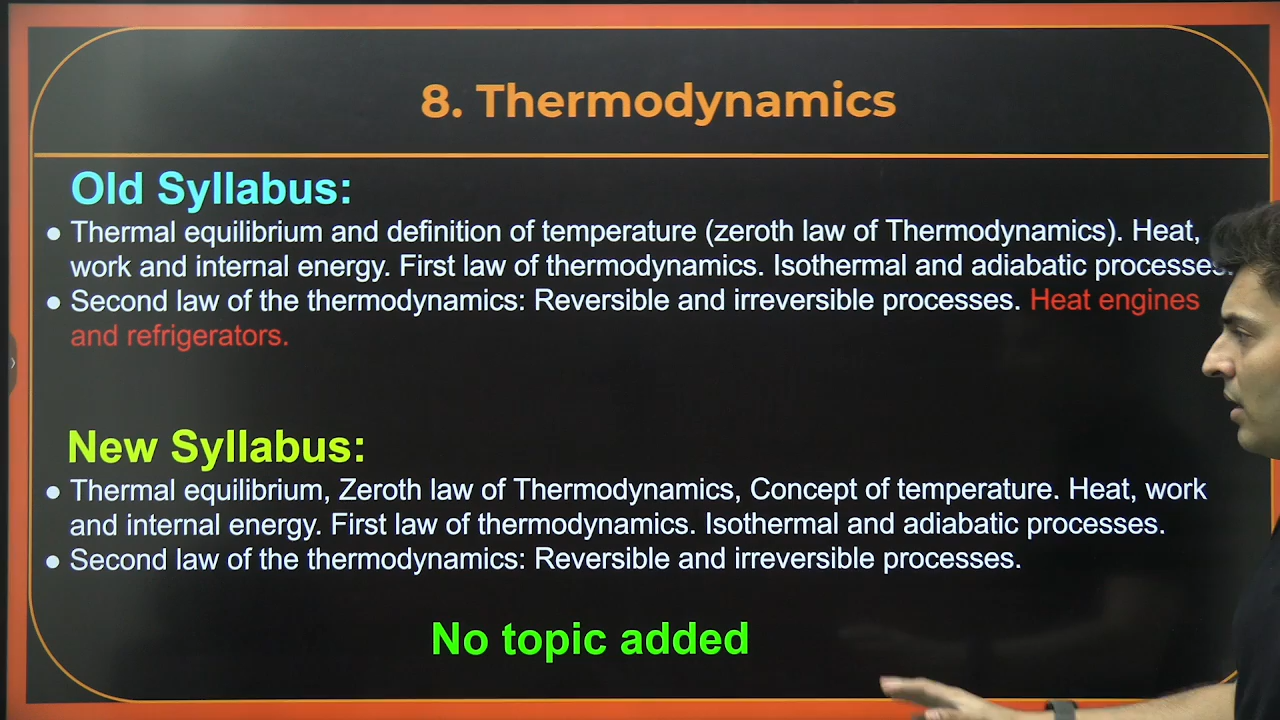 8. Thermodynamics
Old Syllabus:
● Thermal equilibrium and definition of temperature (zeroth law of Thermodynamics). Heat,
work and internal energy. First law of thermodynamics. Isothermal and adiabatic processes.
● Second law of the thermodynamics: Reversible and irreversible processes. Heat engines
and refrigerators.
New Syllabus:
● Thermal equilibrium, Zeroth law of Thermodynamics, Concept of temperature. Heat, work
and internal energy. First law of thermodynamics. Isothermal and adiabatic processes.
● Second law of the thermodynamics: Reversible and irreversible processes.
No topic added